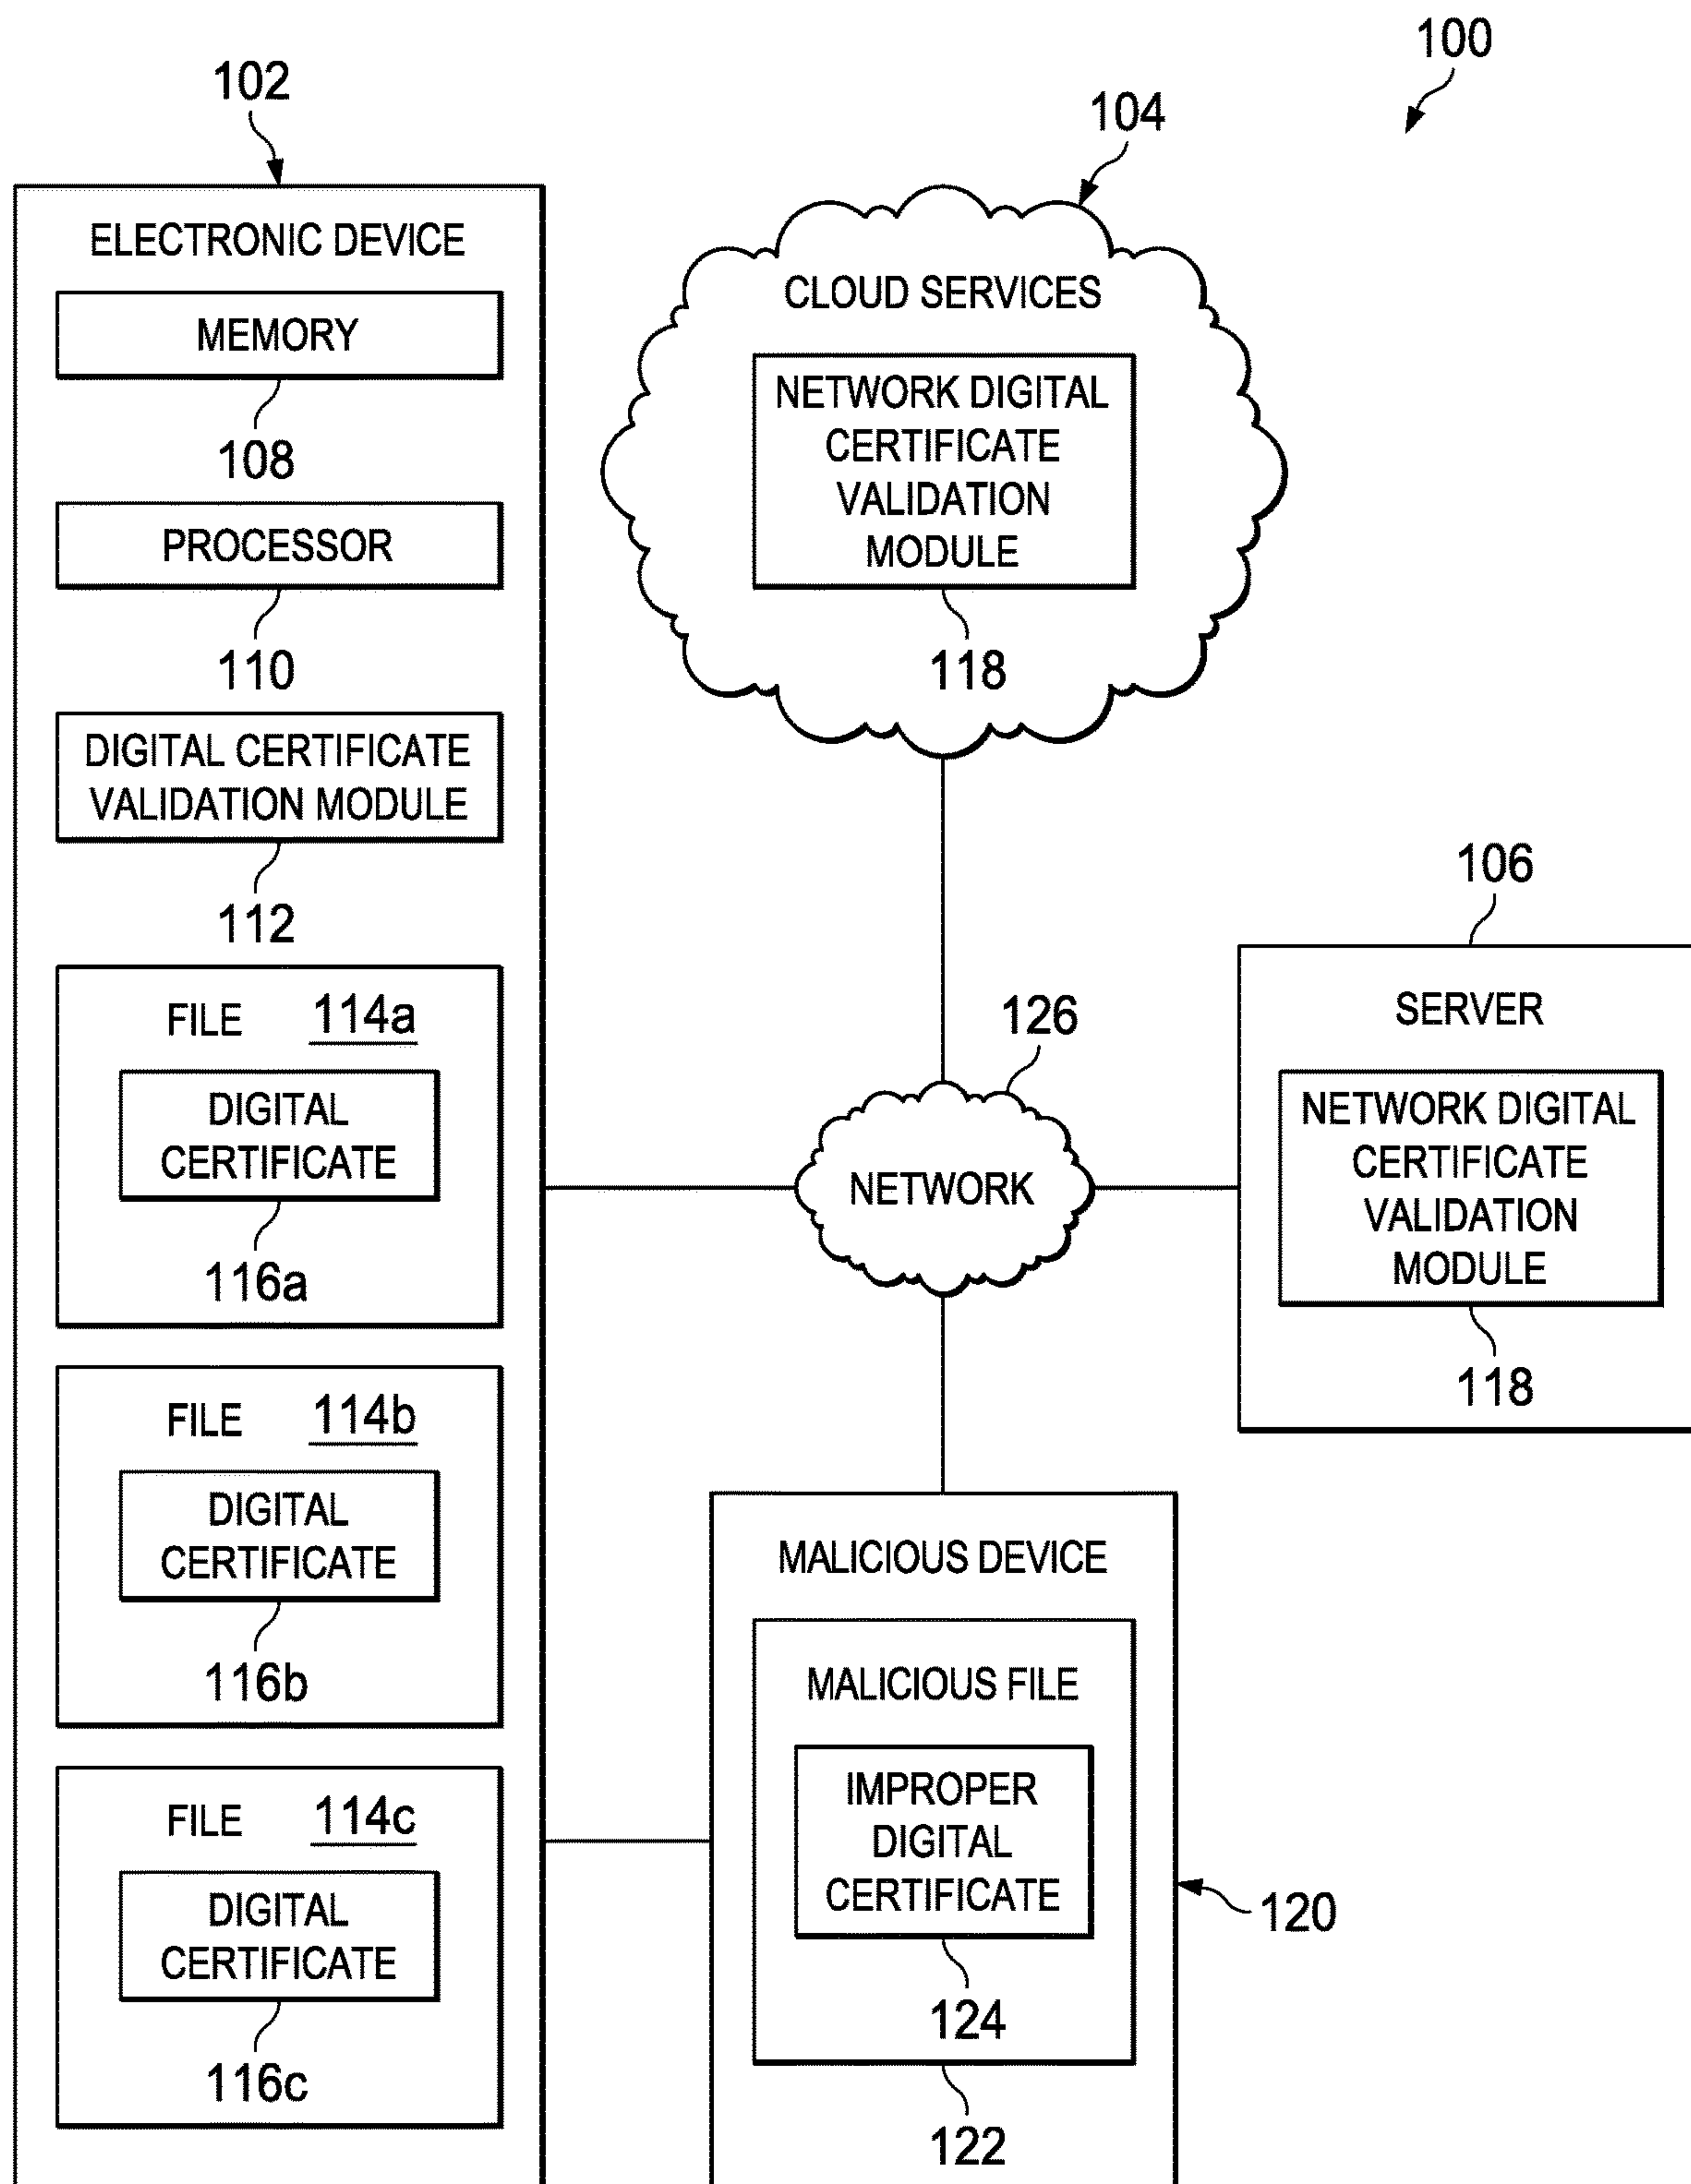 100
102
ELECTRONIC DEVICE
MEMORY
108
PROCESSOR
110
DIGITAL CERTIFICATE
VALIDATION MODULE
112
FILE 114a
DIGITAL
CERTIFICATE
116a
FILE 114b
DIGITAL
CERTIFICATE
116b
FILE 114c
DIGITAL
CERTIFICATE
116c
104
CLOUD SERVICES
NETWORK DIGITAL
CERTIFICATE
VALIDATION
MODULE
118
126
NETWORK
106
SERVER
NETWORK DIGITAL
CERTIFICATE
VALIDATION
MODULE
118
MALICIOUS DEVICE
MALICIOUS FILE
IMPROPER
DIGITAL
CERTIFICATE
124
122
120